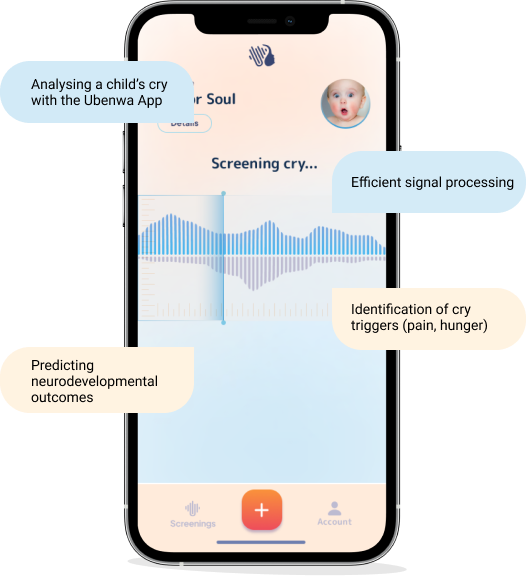 Analysing a child's cry
with the Ubenwa App
Soul
Details
Screening cry...
Efficient signal processing
Identification of cry
triggers (pain, hunger)
Predicting
neurodevelopmental
outcomes
Screenings
Account